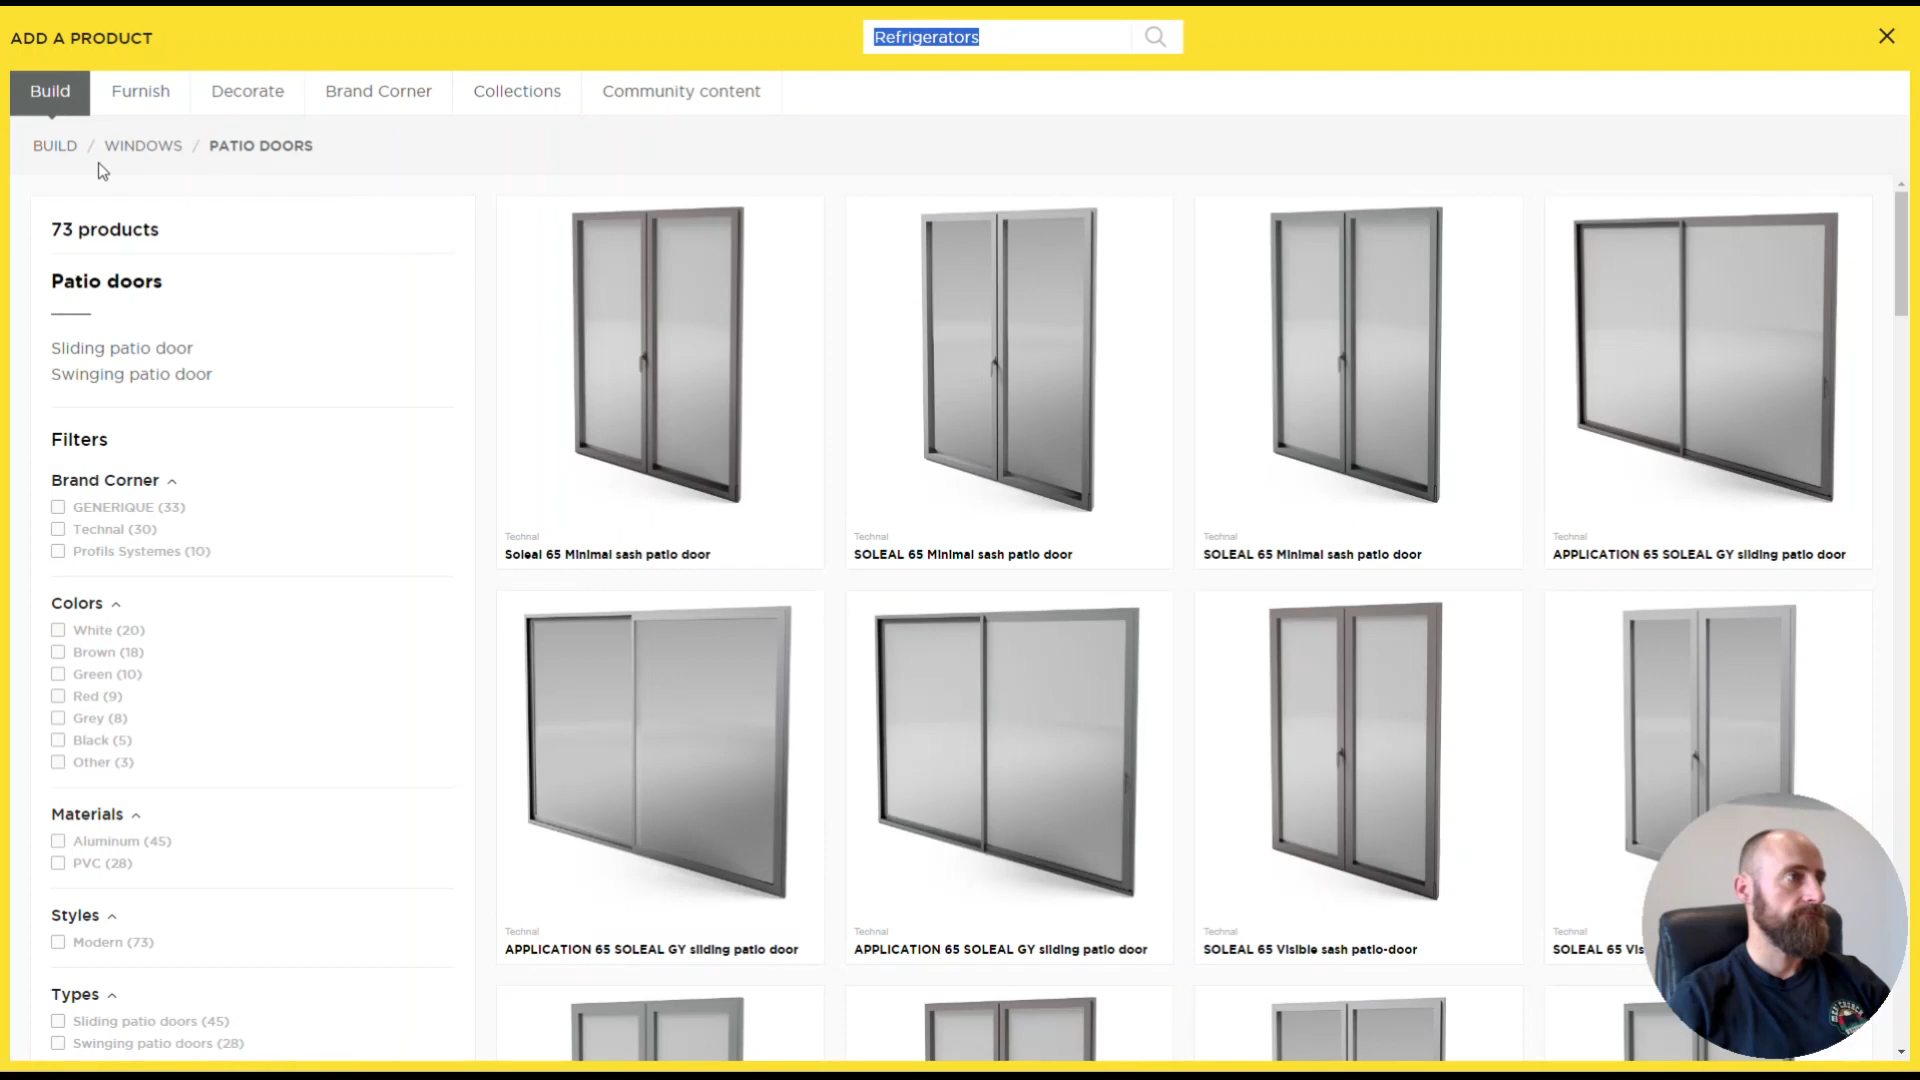 ADD A PRODUCT
Refrigerators
Build
Furnish
Decorate
Brand Corner
Collections
Community content
BUILD / WINDOWS / PATIO DOORS
73 products
Patio doors
Sliding patio door
Swinging patio door
Filters
Brand Corner
GENERIQUE (33)
Technal (30)
Profils Systemes (10)
Colors
White (20)
Brown (18)
Green (10)
Red (9)
Grey (8)
Black (5)
Other (3)
Materials
Aluminum (45)
PVC (28)
Styles
Modern (73)
Types
Sliding patio doors (45)
Swinging patio doors (28)
Technal
Soleal 65 Minimal sash patio door
Technal
SOLEAL 65 Minimal sash patio door
Technal
SOLEAL 65 Minimal sash patio door
Technal
APPLICATION 65 SOLEAL GY sliding patio door
Technal
APPLICATION 65 SOLEAL GY sliding patio door
Technal
APPLICATION 65 SOLEAL GY sliding patio door
Technal
SOLEAL 65 Visible sash patio-door
Technal
SOLEAL 65 Vis